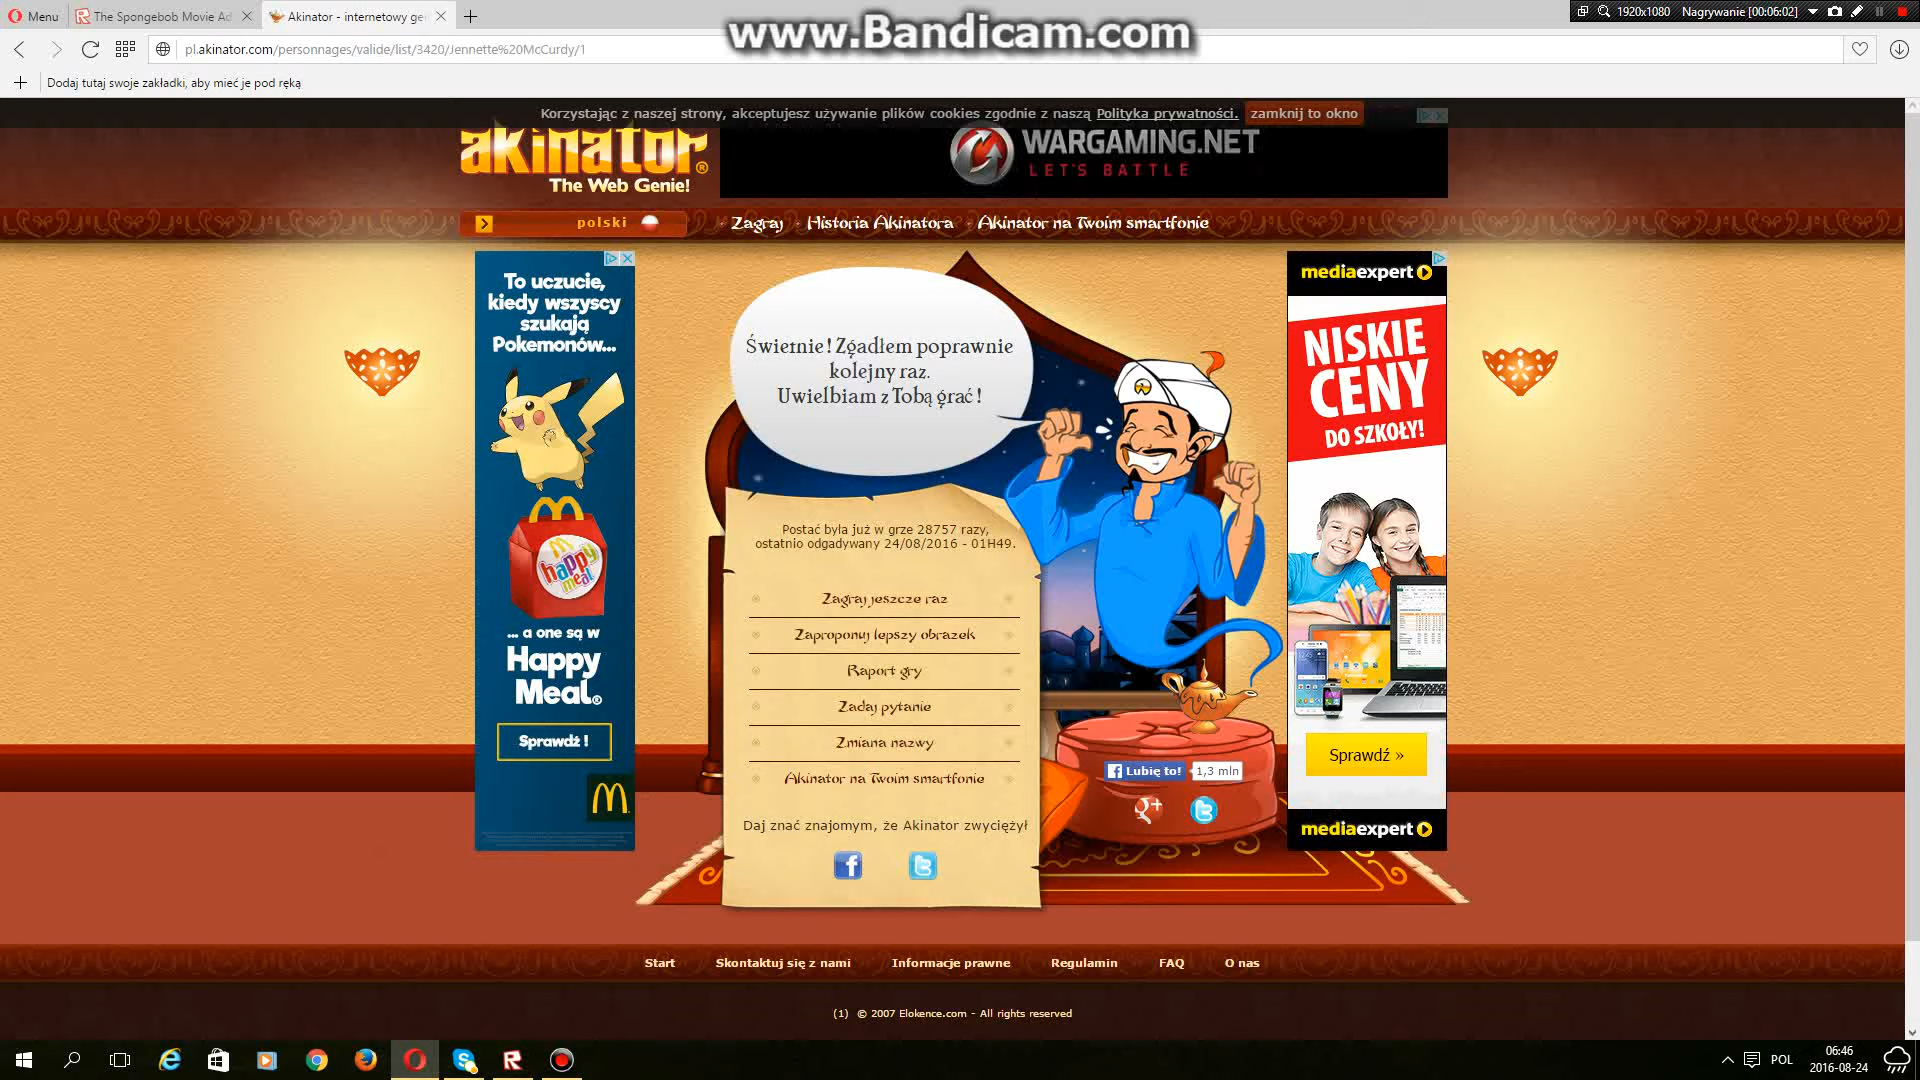 Menu
The Spongebob Movie Ad
Akinator - internetowy ge
www.Bandicam.com
1920x1080
Nagrywanie [00:06:02]
pl.akinator.com/personnages/valide/list/3420/Jennette%20McCurdy/1
Dodaj tutaj swoje zakładki, aby mieć je pod ręką
Korzystając z naszej strony, akceptujesz używanie plików cookies zgodnie z naszą Polityka prywatności. zamknij to okno
akinator®
The Web Genie!
WARGAMING.NET
LET'S BATTLE
polski
Zagraj
Historia Akinatora
Akinator na Twoim smartfonie
To uczucie,
kiedy wszyscy
szukają
Pokemonów...
happy
meal
... a one są w
Happy
Meal®
Sprawdź !
Świernie! Zgadłem poprawnie
kolejny raz.
Uwielbiam z Tobą grać!
Postać była już w grze 28757 razy,
ostatnio odgadywany 24/08/2016 - 01H49.
Zagraj jeszcze raz
Zaproponuj lepszy obrazek
Raport gry
Zadaj pytanie
Zmiana nazwy
Akinator na Twoim smartfonie
Daj znać znajomym, że Akinator zwyciężył
Lubię to!
1,3 mln
mediaexpert
NISKIE
CENY
DO SZKOŁY!
Sprawdź »
mediaexpert
Start
Skontaktuj się z nami
Informacje prawne
Regulamin
FAQ
O nas
(1) © 2007 Elokence.com - All rights reserved
POL
06:46
2016-08-24